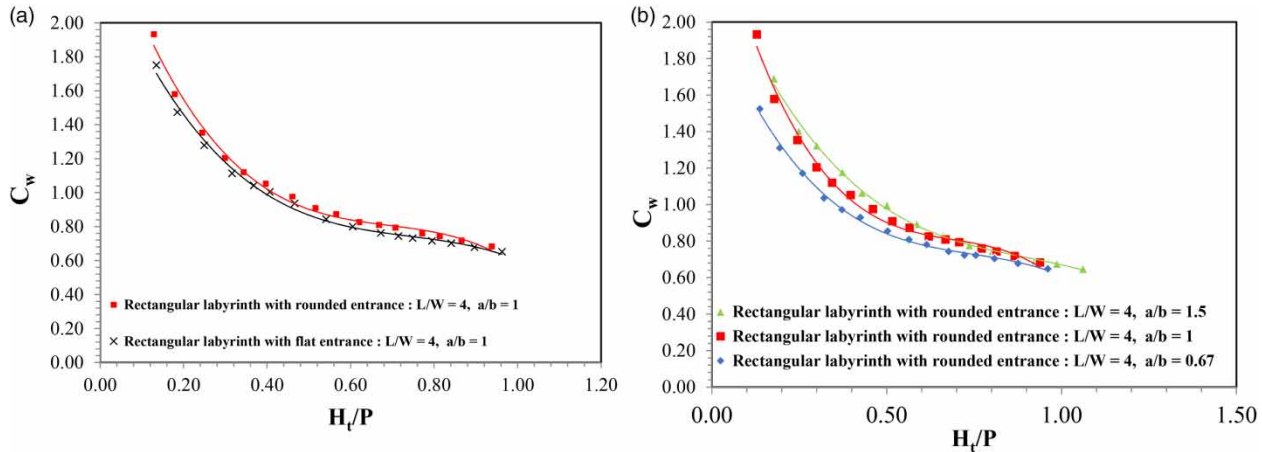 (a)
2.00
1.80
1.60
1.40
1.20
1.00
0.80
0.60
0.40
0.20
0.00
C_w
Rectangular labyrinth with rounded entrance : L/W = 4, a/b = 1
Rectangular labyrinth with flat entrance : L/W = 4, a/b = 1
0.00 0.20 0.40 0.60 0.80 1.00 1.20
H_t/P
(b)
2.00
1.80
1.60
1.40
1.20
1.00
0.80
0.60
0.40
0.20
0.00
C_w
Rectangular labyrinth with rounded entrance : L/W = 4, a/b = 1.5
Rectangular labyrinth with rounded entrance : L/W = 4, a/b = 1
Rectangular labyrinth with rounded entrance : L/W = 4, a/b = 0.67
0.00 0.50 1.00 1.50
H_t/P